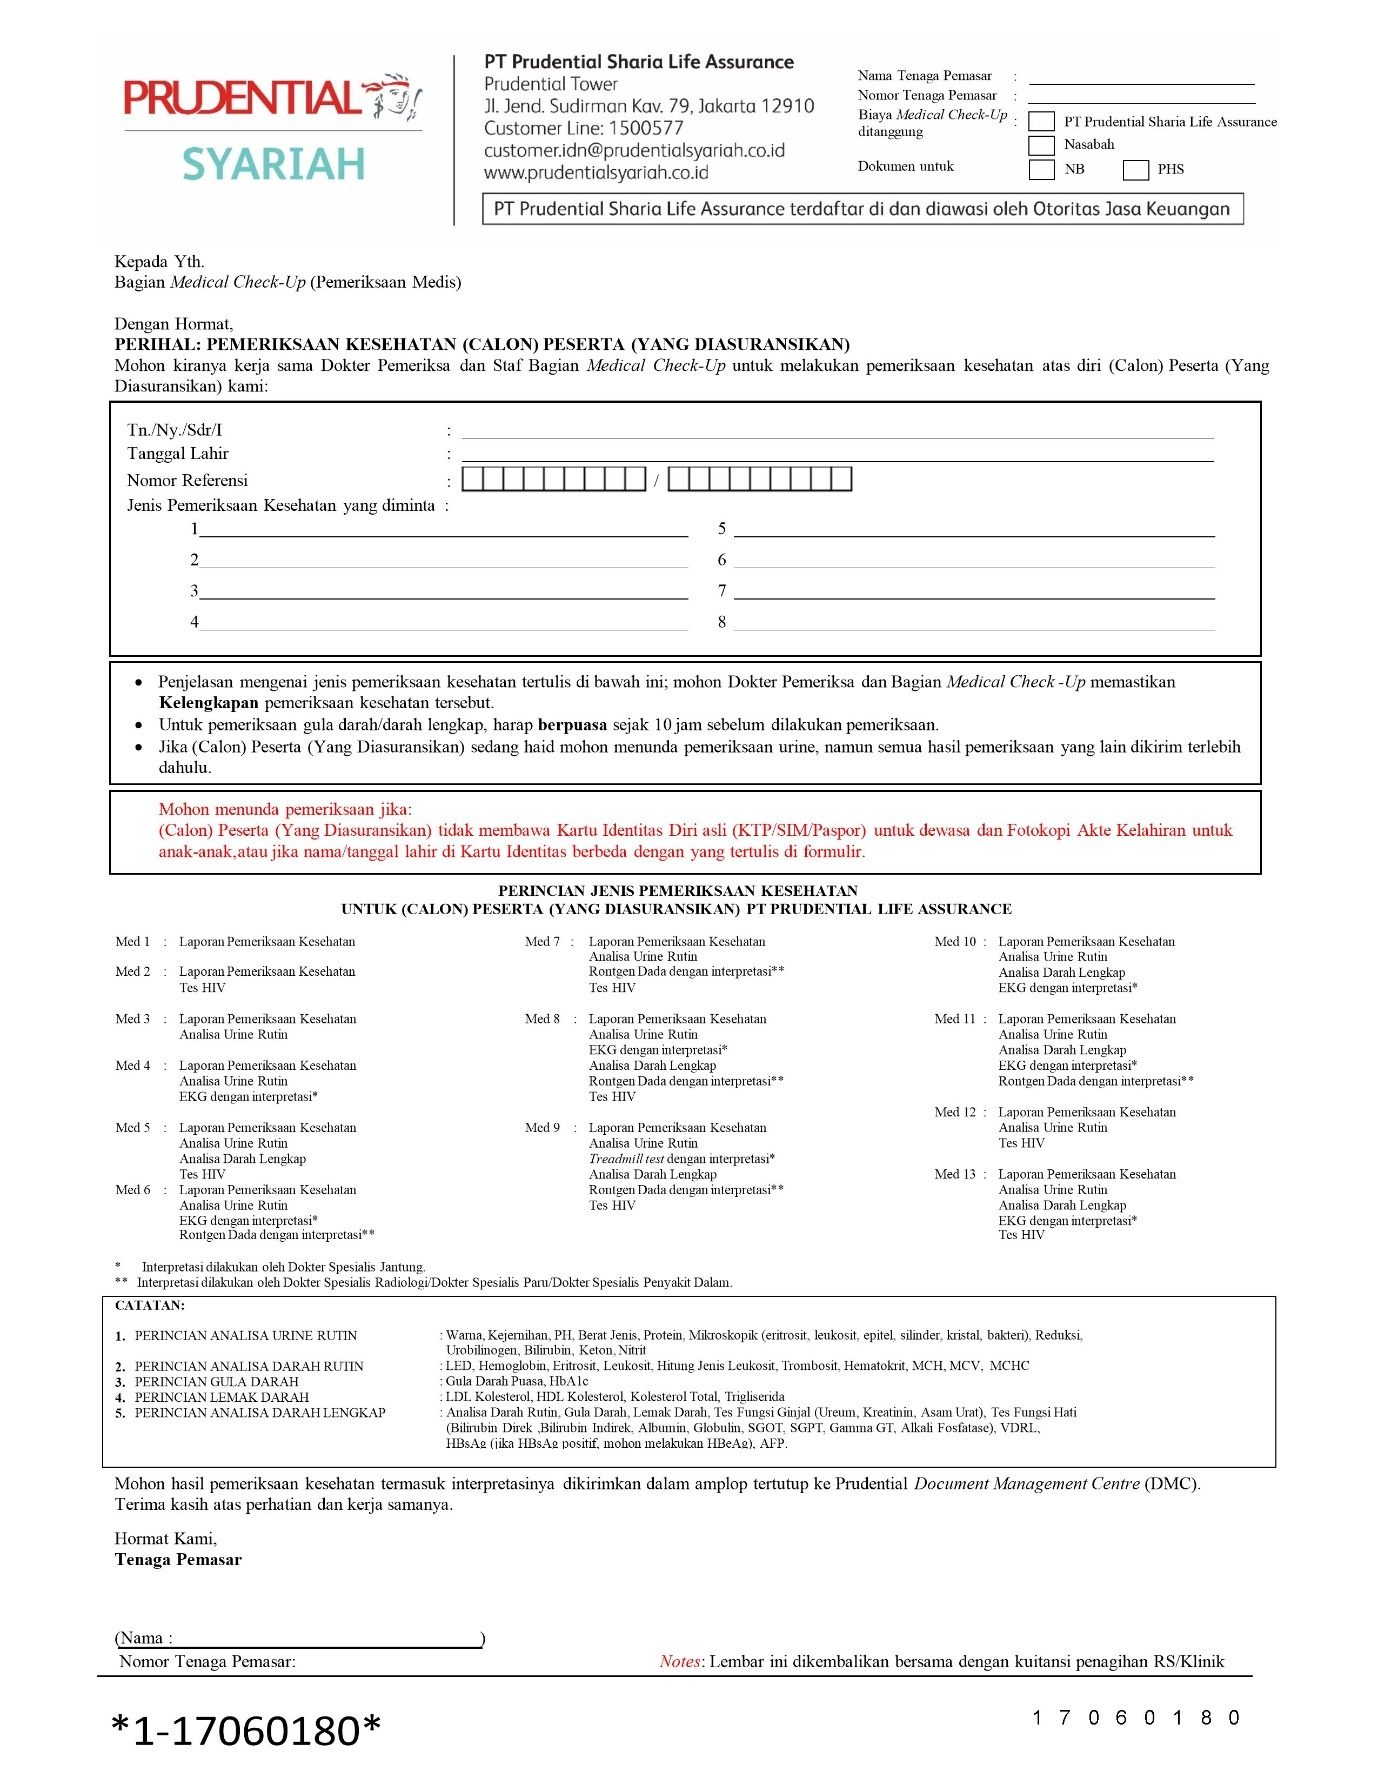 PRUDENTIAL
SYARIAH
PT Prudential Sharia Life Assurance
Prudential Tower
Jl. Jend. Sudirman Kav. 79, Jakarta 12910
Customer Line: 1500577
customer.idn@prudentialsyariah.co.id
www.prudentialsyariah.co.id
PT Prudential Sharia Life Assurance terdaftar di dan diawasi oleh Otoritas Jasa Keuangan
Nama Tenaga Pemasar :
Nomor Tenaga Pemasar :
Biaya Medical Check-Up :
ditanggung
PT Prudential Sharia Life Assurance
Nasabah
Dokumen untuk
NB PHS
Kepada Yth.
Bagian Medical Check-Up (Pemeriksaan Medis)
Dengan Hormat,
PERIHAL: PEMERIKSAAN KESEHATAN (CALON) PESERTA (YANG DIASURANSIKAN)
Mohon kiranya kerja sama Dokter Pemeriksa dan Staf Bagian Medical Check-Up untuk melakukan pemeriksaan kesehatan atas diri (Calon) Peserta (Yang
Diasuransikan) kami:
Tn./Ny./Sdr/I :
Tanggal Lahir :
Nomor Referensi : /
Jenis Pemeriksaan Kesehatan yang diminta :
1 5
2 6
3 7
4 8
• Penjelasan mengenai jenis pemeriksaan kesehatan tertulis di bawah ini; mohon Dokter Pemeriksa dan Bagian Medical Check -Up memastikan
Kelengkapan pemeriksaan kesehatan tersebut.
• Untuk pemeriksaan gula darah/darah lengkap, harap berpuasa sejak 10 jam sebelum dilakukan pemeriksaan.
• Jika (Calon) Peserta (Yang Diasuransikan) sedang haid mohon menunda pemeriksaan urine, namun semua hasil pemeriksaan yang lain dikirim terlebih
dahulu.
Mohon menunda pemeriksaan jika:
(Calon) Peserta (Yang Diasuransikan) tidak membawa Kartu Identitas Diri asli (KTP/SIM/Paspor) untuk dewasa dan Fotokopi Akte Kelahiran untuk
anak-anak,atau jika nama/tanggal lahir di Kartu Identitas berbeda dengan yang tertulis di formulir.
PERINCIAN JENIS PEMERIKSAAN KESEHATAN
UNTUK (CALON) PESERTA (YANG DIASURANSIKAN) PT PRUDENTIAL LIFE ASSURANCE
Med 1 : Laporan Pemeriksaan Kesehatan
Med 2 : Laporan Pemeriksaan Kesehatan
Tes HIV
Med 3 : Laporan Pemeriksaan Kesehatan
Analisa Urine Rutin
Med 4 : Laporan Pemeriksaan Kesehatan
Analisa Urine Rutin
EKG dengan interpretasi*
Med 5 : Laporan Pemeriksaan Kesehatan
Analisa Urine Rutin
Analisa Darah Lengkap
Tes HIV
Med 6 : Laporan Pemeriksaan Kesehatan
Analisa Urine Rutin
EKG dengan interpretasi*
Rontgen Dada dengan interpretasi**
Med 7 : Laporan Pemeriksaan Kesehatan
Analisa Urine Rutin
Rontgen Dada dengan interpretasi**
Tes HIV
Med 8 : Laporan Pemeriksaan Kesehatan
Analisa Urine Rutin
EKG dengan interpretasi*
Analisa Darah Lengkap
Rontgen Dada dengan interpretasi**
Tes HIV
Med 9 : Laporan Pemeriksaan Kesehatan
Analisa Urine Rutin
Treadmill test dengan interpretasi*
Analisa Darah Lengkap
Rontgen Dada dengan interpretasi**
Tes HIV
Med 10 : Laporan Pemeriksaan Kesehatan
Analisa Urine Rutin
Analisa Darah Lengkap
EKG dengan interpretasi*
Med 11 : Laporan Pemeriksaan Kesehatan
Analisa Urine Rutin
Analisa Darah Lengkap
EKG dengan interpretasi*
Rontgen Dada dengan interpretasi**
Med 12 : Laporan Pemeriksaan Kesehatan
Analisa Urine Rutin
Tes HIV
Med 13 : Laporan Pemeriksaan Kesehatan
Analisa Urine Rutin
Analisa Darah Lengkap
EKG dengan interpretasi*
Tes HIV
* Interpretasi dilakukan oleh Dokter Spesialis Jantung.
** Interpretasi dilakukan oleh Dokter Spesialis Radiologi/Dokter Spesialis Paru/Dokter Spesialis Penyakit Dalam.
CATATAN:
1. PERINCIAN ANALISA URINE RUTIN : Warna, Kejernihan, PH, Berat Jenis, Protein, Mikroskopik (eritrosit, leukosit, epitel, silinder, kristal, bakteri), Reduksi,
Urobilinogen, Bilirubin, Keton, Nitrit
2. PERINCIAN ANALISA DARAH RUTIN : LED, Hemoglobin, Eritrosit, Leukosit, Hitung Jenis Leukosit, Trombosit, Hematokrit, MCH, MCV, MCHC
3. PERINCIAN GULA DARAH : Gula Darah Puasa, HbA1c
4. PERINCIAN LEMAK DARAH : LDL Kolesterol, HDL Kolesterol, Kolesterol Total, Trigliserida
5. PERINCIAN ANALISA DARAH LENGKAP : Analisa Darah Rutin, Gula Darah, Lemak Darah, Tes Fungsi Ginjal (Ureum, Kreatinin, Asam Urat), Tes Fungsi Hati
(Bilirubin Direk ,Bilirubin Indirek, Albumin, Globulin, SGOT, SGPT, Gamma GT, Alkali Fosfatase), VDRL,
HBsAg (jika HBsAg positif, mohon melakukan HBeAg), AFP.
Mohon hasil pemeriksaan kesehatan termasuk interpretasinya dikirimkan dalam amplop tertutup ke Prudential Document Management Centre (DMC).
Terima kasih atas perhatian dan kerja samanya.
Hormat Kami,
Tenaga Pemasar
(Nama : )
Nomor Tenaga Pemasar:
Notes: Lembar ini dikembalikan bersama dengan kuitansi penagihan RS/Klinik
*1-17060180*
1 7 0 6 0 1 8 0